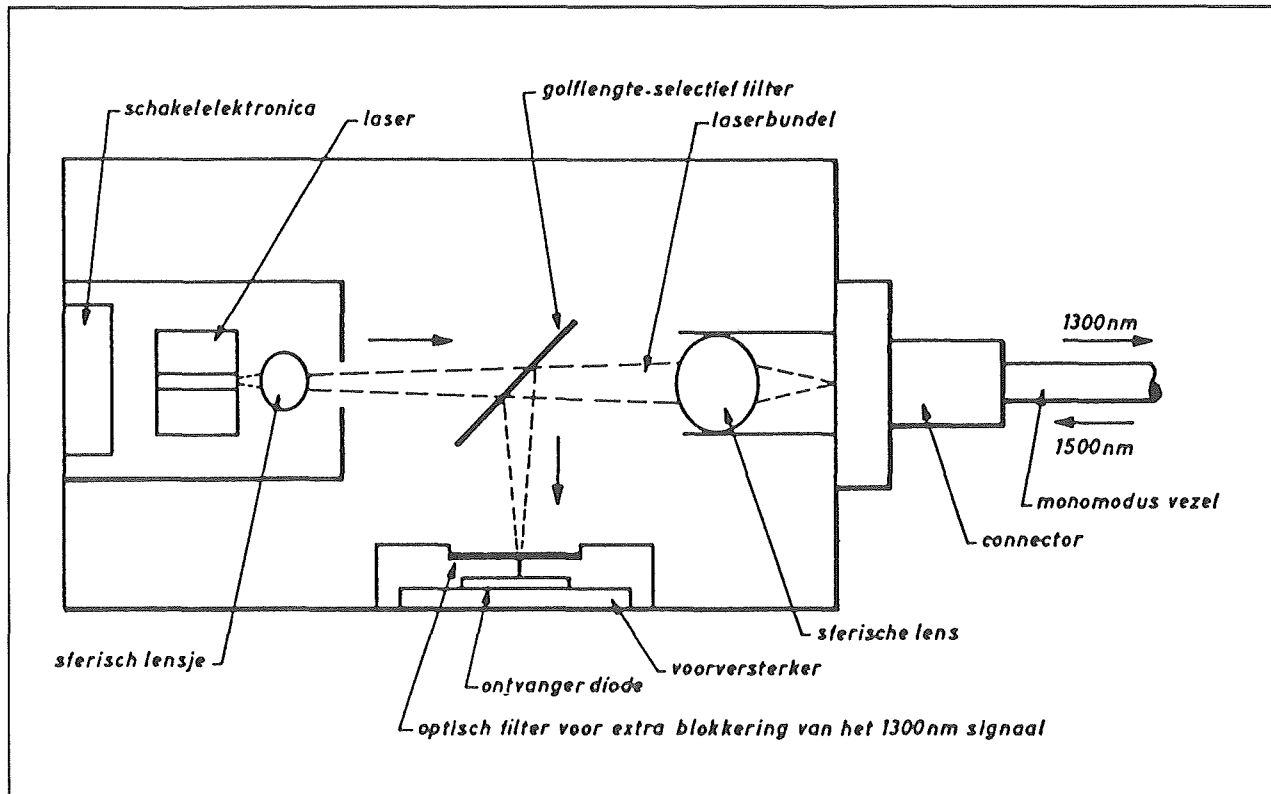 golflengte-selectief filter
schakelelektronica
laser
laserbundel
1300nm
1500nm
monomodus vezel
connector
sferische lens
sferisch lensje
voorversterker
ontvanger diode
optisch filter voor extra blokkering van het 1300nm signaal